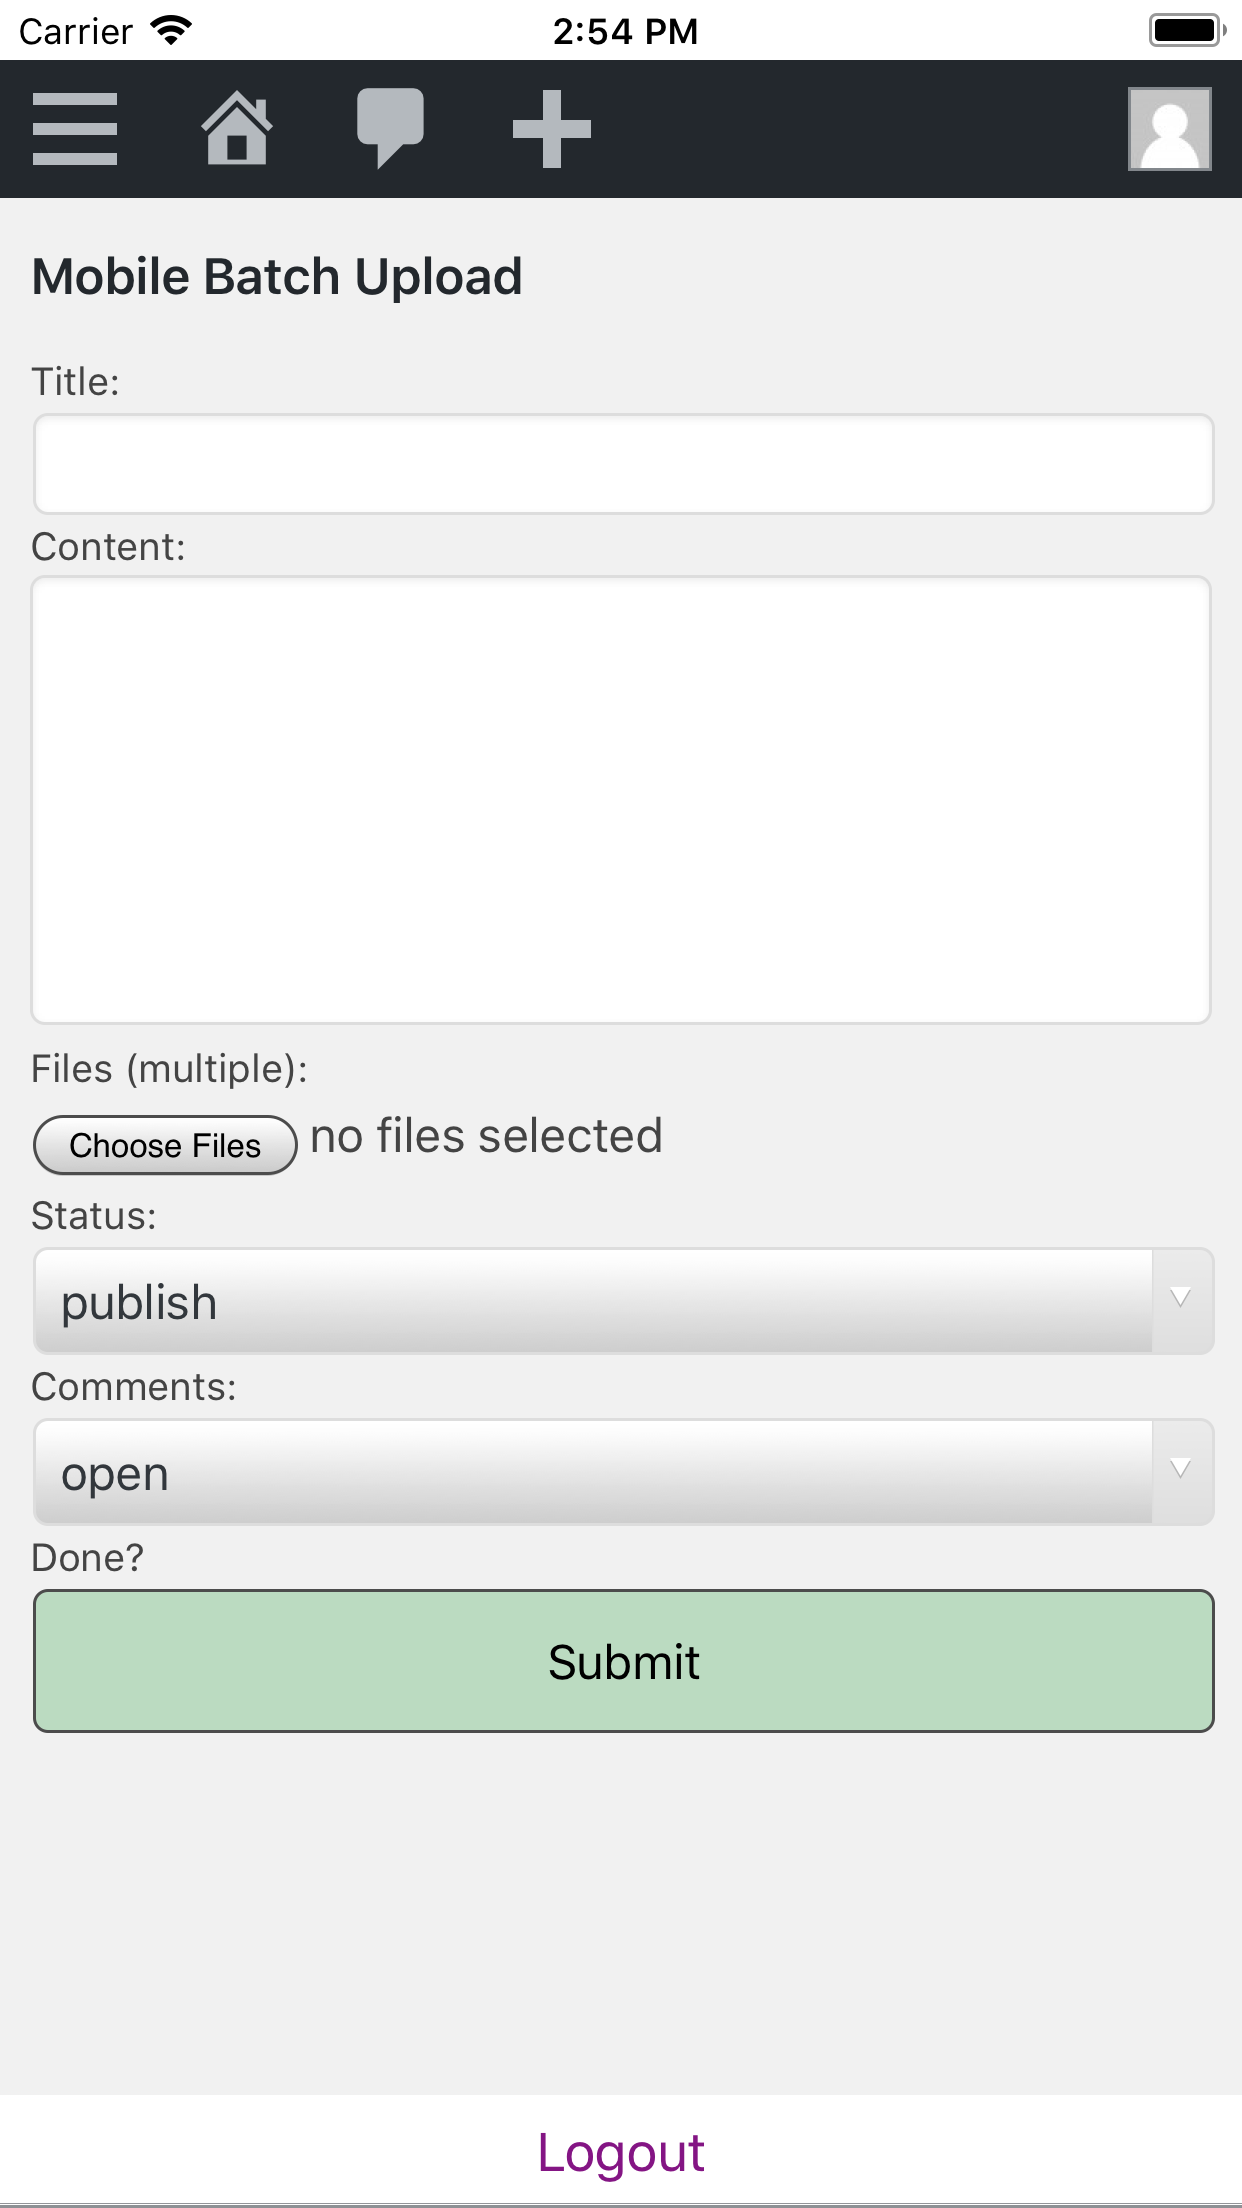 Carrier
2:54 PM
Mobile Batch Upload
Title:
Content:
Files (multiple):
Choose Files no files selected
Status:
publish
Comments:
open
Done?
Submit
Logout